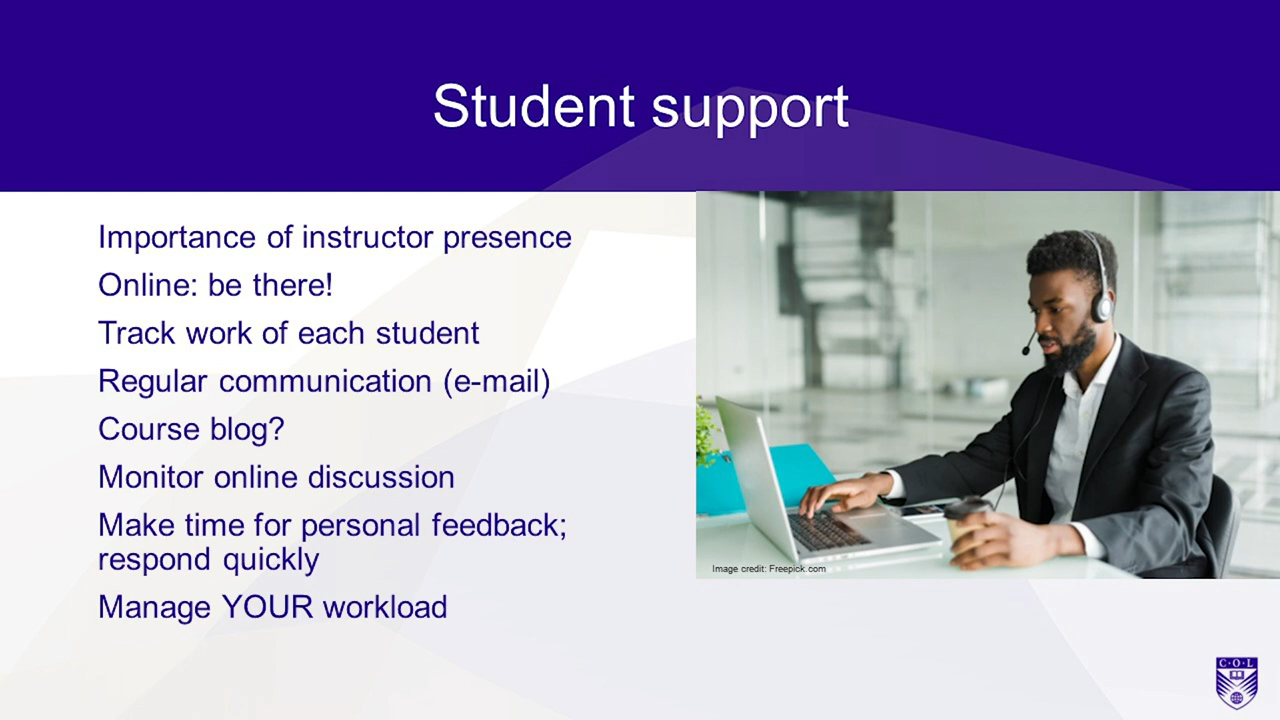 Student support
Importance of instructor presence
Online: be there!
Track work of each student
Regular communication (e-mail)
Course blog?
Monitor online discussion
Make time for personal feedback;
respond quickly
Manage YOUR workload
Image credit: Freepick.com
C·O·L